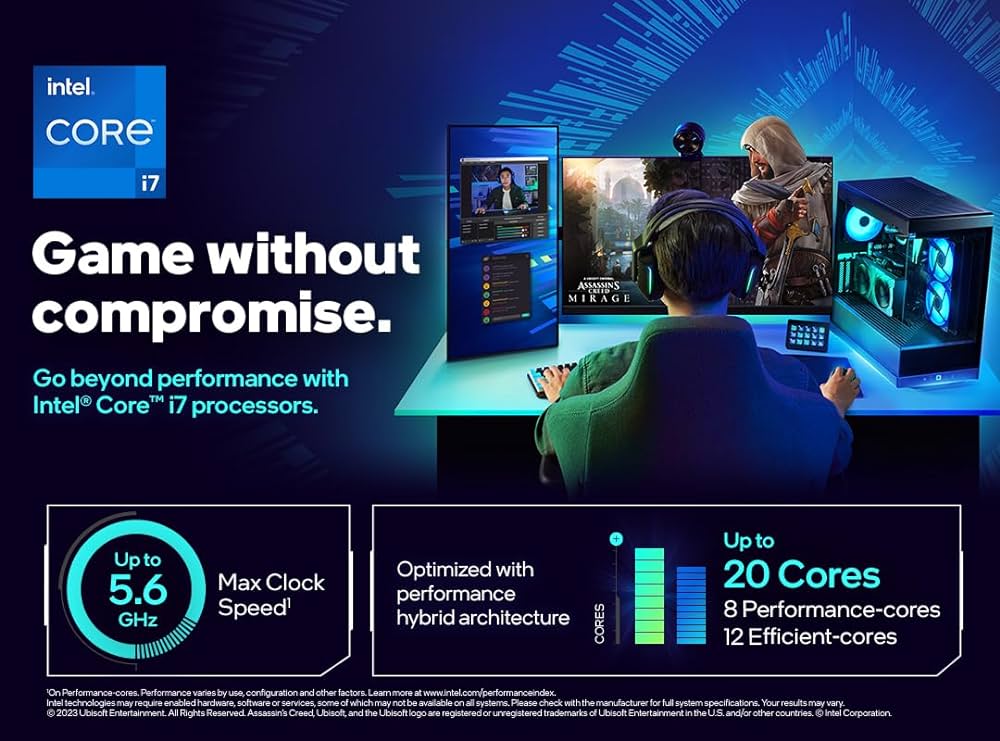 intel.
CORE™
i7
Game without
compromise.
Go beyond performance with
Intel® Core™ i7 processors.
A UBISOFT ORIGINAL
ASSASSIN'S
CREED
MIRAGE
Up to
5.6
GHz
Max Clock
Speed¹
Optimized with
performance
hybrid architecture
CORES
+
Up to
20 Cores
8 Performance-cores
12 Efficient-cores
¹On Performance-cores. Performance varies by use, configuration and other factors. Learn more at www.intel.com/performanceindex.
Intel technologies may require enabled hardware, software or services, some of which may not be available on all systems. Please check with the manufacturer for full system specifications. Your results may vary.
© 2023 Ubisoft Entertainment. All Rights Reserved. Assassin's Creed, Ubisoft, and the Ubisoft logo are registered or unregistered trademarks of Ubisoft Entertainment in the U.S. and/or other countries. © Intel Corporation.